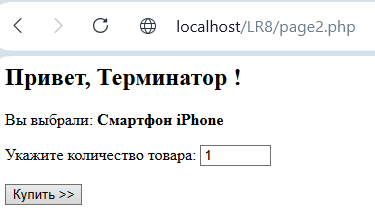 localhost/LR8/page2.php
Привет, Терминатор !
Вы выбрали: Смартфон iPhone
Укажите количество товара: 1
Купить >>